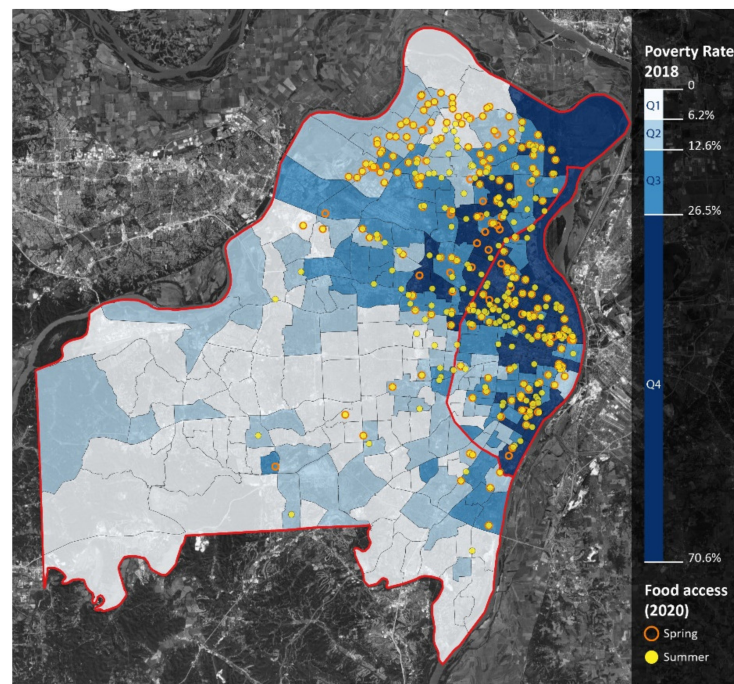 Poverty Rate
2018
0
Q1
6.2%
Q2
12.6%
Q3
26.5%
Q4
70.6%
Food access
(2020)
Spring
Summer